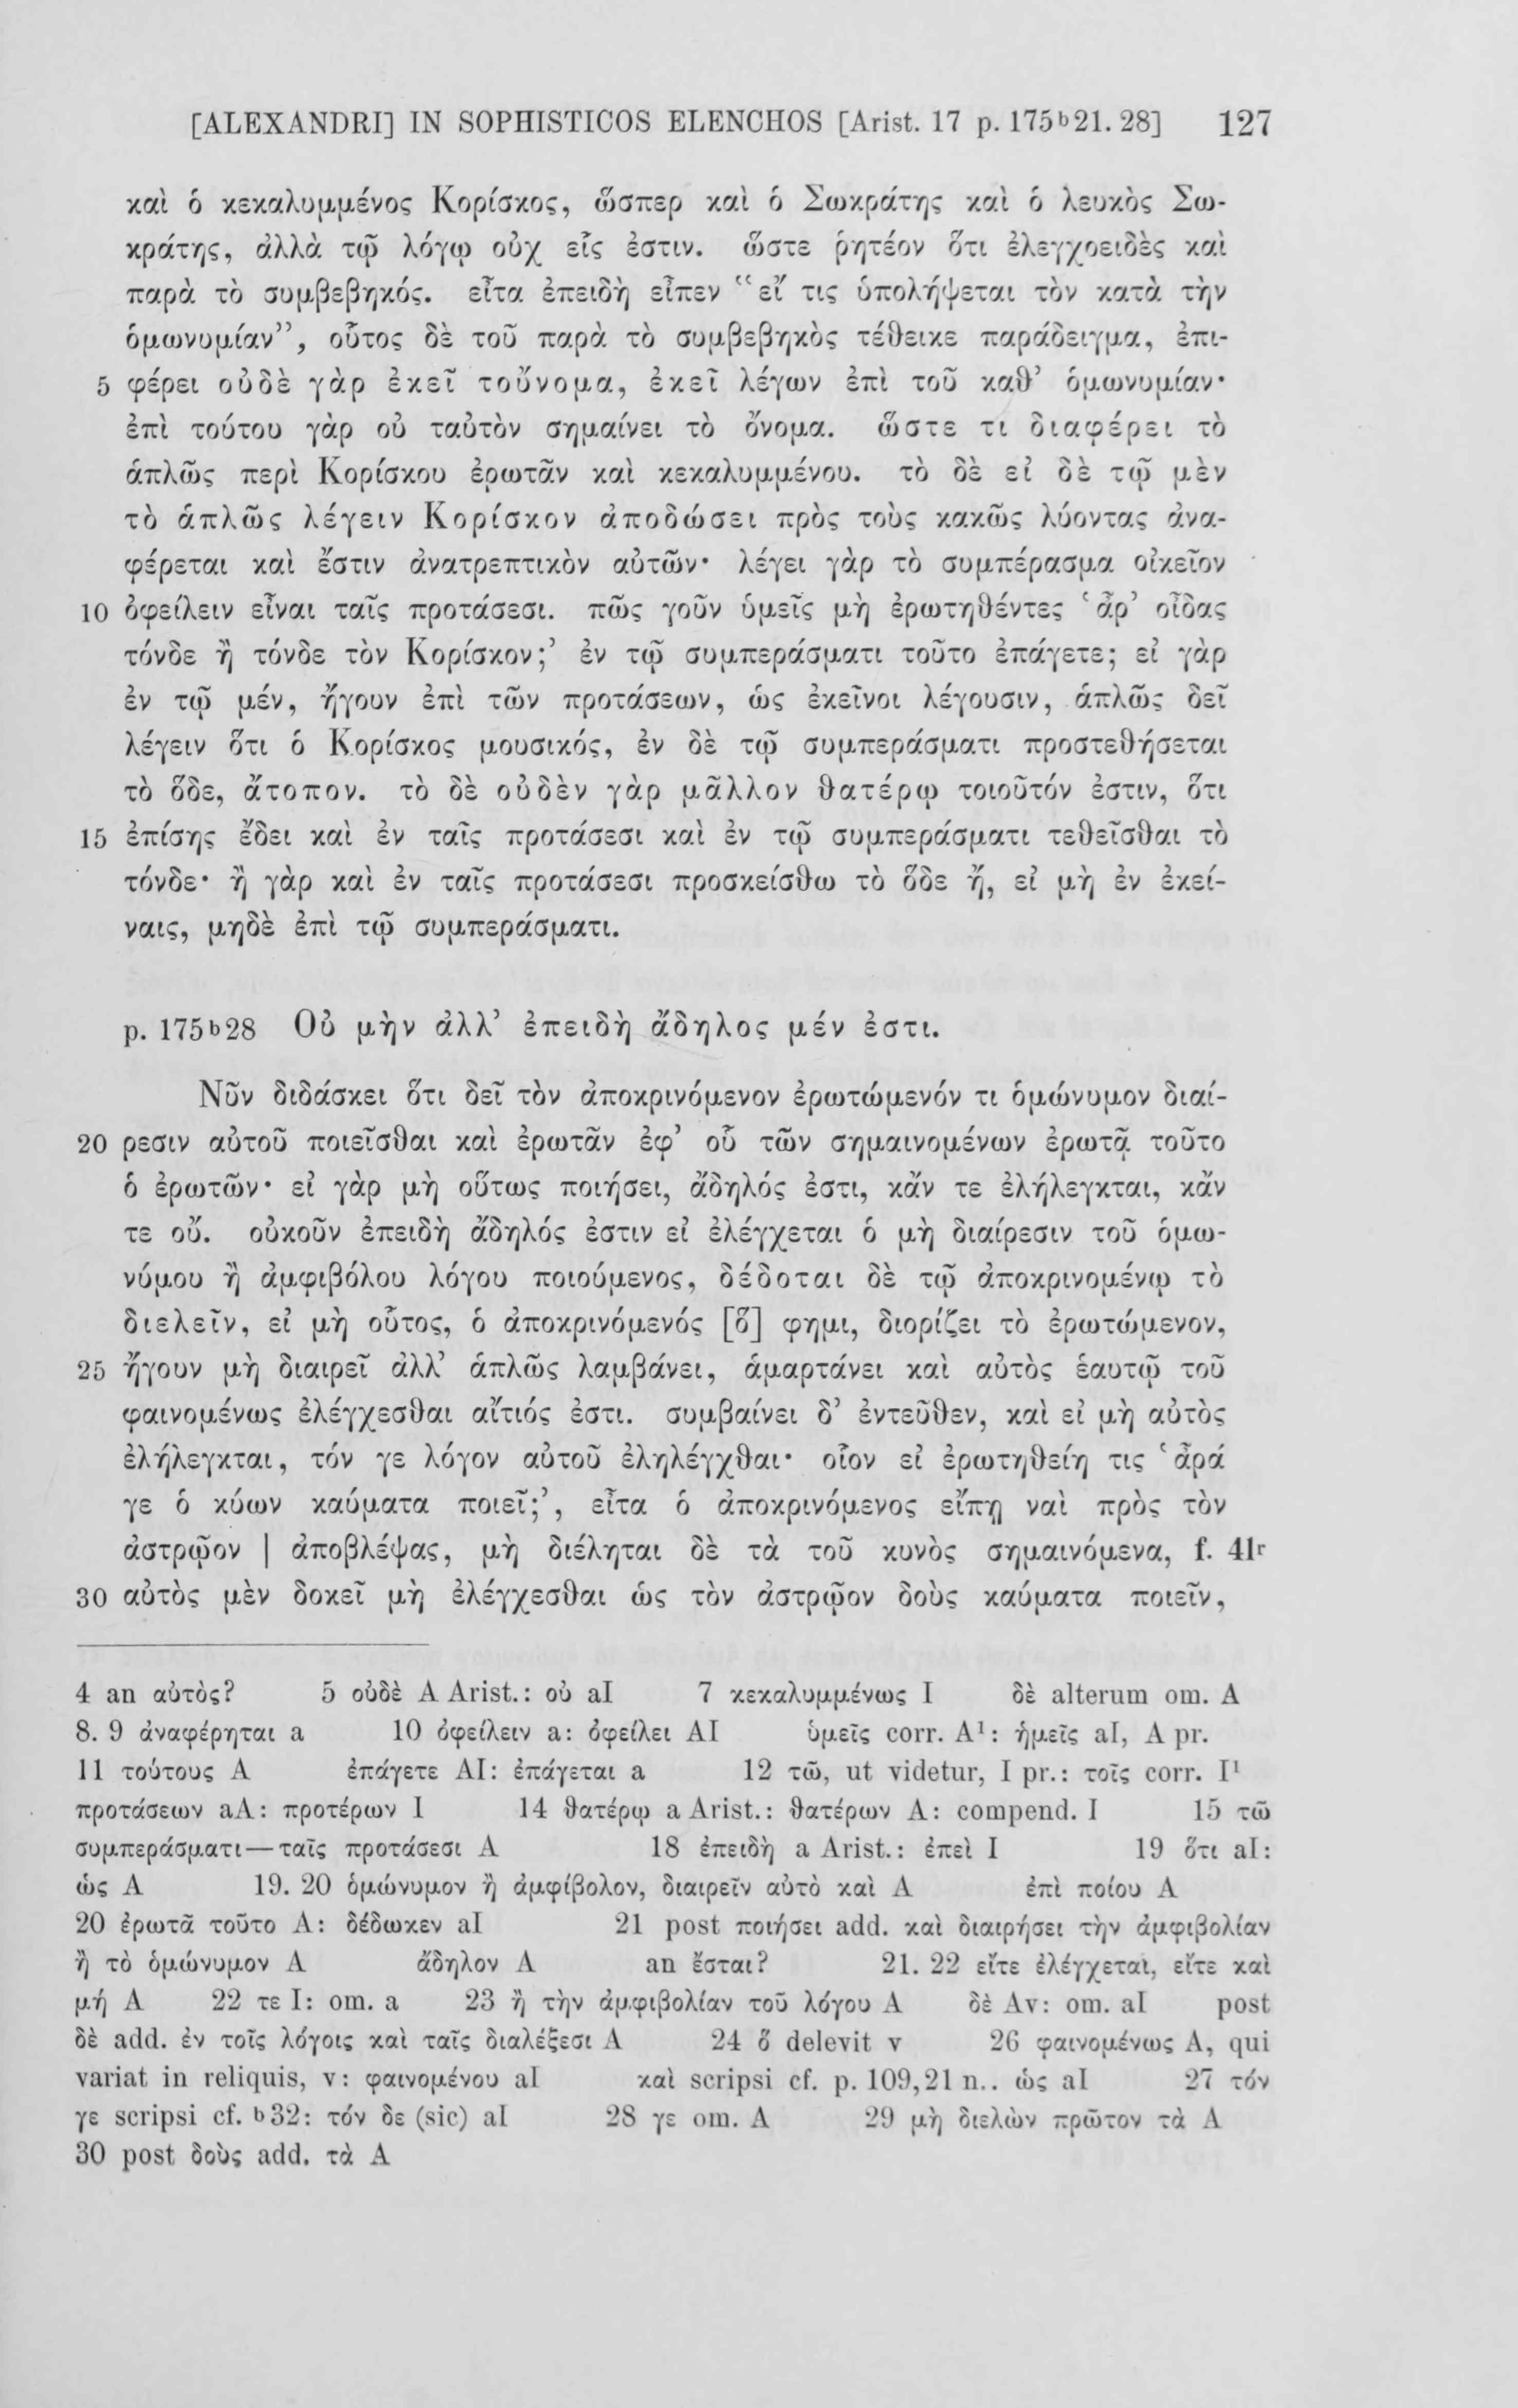 [ALEXANDRI] IN SOPHISTICOS ELENCHOS [Arist. 17 p. 175ᵇ21. 28] 127
καὶ ὁ κεκαλυμμένος Κορίσκος, ὥσπερ καὶ ὁ Σωκράτης καὶ ὁ λευκὸς Σω-
κράτης, ἀλλὰ τῷ λόγῳ οὐχ εἷς ἐστιν. ὥστε ῥητέον ὅτι ἐλεγχοειδὲς καὶ
παρὰ τὸ συμβεβηκός. εἶτα ἐπειδὴ εἶπεν “εἴ τις ὑπολήψεται τὸν κατὰ τὴν
ὁμωνυμίαν”, οὗτος δὲ τοῦ παρὰ τὸ συμβεβηκὸς τέθεικε παράδειγμα, ἐπι-
5 φέρει οὐδὲ γὰρ ἐκεῖ τοὔνομα, ἐκεῖ λέγων ἐπὶ τοῦ καθ’ ὁμωνυμίαν·
ἐπὶ τούτου γὰρ οὐ ταὐτὸν σημαίνει τὸ ὄνομα. ὥστε τι διαφέρει τὸ
ἁπλῶς περὶ Κορίσκου ἐρωτᾶν καὶ κεκαλυμμένου. τὸ δὲ εἰ δὲ τῷ μὲν
τὸ ἁπλῶς λέγειν Κορίσκον ἀποδώσει πρὸς τοὺς κακῶς λύοντας ἀνα-
φέρεται καὶ ἔστιν ἀνατρεπτικὸν αὐτῶν· λέγει γὰρ τὸ συμπέρασμα οἰκεῖον
10 ὀφείλειν εἶναι ταῖς προτάσεσι. πῶς γοῦν ὑμεῖς μὴ ἐρωτηθέντες ‘ἆρ’ οἶδας
τόνδε ἢ τόνδε τὸν Κορίσκον;’ ἐν τῷ συμπεράσματι τοῦτο ἐπάγετε; εἰ γὰρ
ἐν τῷ μέν, ἤγουν ἐπὶ τῶν προτάσεων, ὡς ἐκεῖνοι λέγουσιν, ἁπλῶς δεῖ
λέγειν ὅτι ὁ Κορίσκος μουσικός, ἐν δὲ τῷ συμπεράσματι προστεθήσεται
τὸ ὅδε, ἄτοπον. τὸ δὲ οὐδὲν γὰρ μᾶλλον θατέρῳ τοιοῦτόν ἐστιν, ὅτι
15 ἐπίσης ἔδει καὶ ἐν ταῖς προτάσεσι καὶ ἐν τῷ συμπεράσματι τεθεῖσθαι τὸ
τόνδε· ἢ γὰρ καὶ ἐν ταῖς προτάσεσι προσκείσθω τὸ ὅδε ἤ, εἰ μὴ ἐν ἐκεί-
ναις, μηδὲ ἐπὶ τῷ συμπεράσματι.
p. 175ᵇ28 Οὐ μὴν ἀλλ’ ἐπειδὴ ἄδηλος μέν ἐστι.
Νῦν διδάσκει ὅτι δεῖ τὸν ἀποκρινόμενον ἐρωτώμενόν τι ὁμώνυμον διαί-
20 ρεσιν αὐτοῦ ποιεῖσθαι καὶ ἐρωτᾶν ἐφ’ οὗ τῶν σημαινομένων ἐρωτᾷ τοῦτο
ὁ ἐρωτῶν· εἰ γὰρ μὴ οὕτως ποιήσει, ἄδηλός ἐστι, κἄν τε ἐλήλεγκται, κἄν
τε οὔ. οὐκοῦν ἐπειδὴ ἄδηλός ἐστιν εἰ ἐλέγχεται ὁ μὴ διαίρεσιν τοῦ ὁμω-
νύμου ἢ ἀμφιβόλου λόγου ποιούμενος, δέδοται δὲ τῷ ἀποκρινομένῳ τὸ
διελεῖν, εἰ μὴ οὗτος, ὁ ἀποκρινόμενός [ὅ] φημι, διορίζει τὸ ἐρωτώμενον,
25 ἤγουν μὴ διαιρεῖ ἀλλ’ ἁπλῶς λαμβάνει, ἁμαρτάνει καὶ αὐτὸς ἑαυτῷ τοῦ
φαινομένως ἐλέγχεσθαι αἴτιός ἐστι. συμβαίνει δ’ ἐντεῦθεν, καὶ εἰ μὴ αὐτὸς
ἐλήλεγκται, τόν γε λόγον αὐτοῦ ἐληλέγχθαι· οἷον εἰ ἐρωτηθείη τις ‘ἆρά
γε ὁ κύων καύματα ποιεῖ;’, εἶτα ὁ ἀποκρινόμενος εἴπῃ ναὶ πρὸς τὸν
ἀστρῷον | ἀποβλέψας, μὴ διέληται δὲ τὰ τοῦ κυνὸς σημαινόμενα, f. 41ʳ
30 αὐτὸς μὲν δοκεῖ μὴ ἐλέγχεσθαι ὡς τὸν ἀστρῷον δοὺς καύματα ποιεῖν,
4 an αὐτὸς? 5 οὐδὲ A Arist.: οὐ aI 7 κεκαλυμμένως I δὲ alterum om. A
8. 9 ἀναφέρηται a 10 ὀφείλειν a: ὀφείλει AI ὑμεῖς corr. A¹: ἡμεῖς aI, A pr.
11 τούτους A ἐπάγετε AI: ἐπάγεται a 12 τῶ, ut videtur, I pr.: τοῖς corr. I¹
προτάσεων aA: προτέρων I 14 θατέρῳ a Arist.: θατέρων A: compend. I 15 τῶ
συμπεράσματι—ταῖς προτάσεσι A 18 ἐπειδὴ a Arist.: ἐπεὶ I 19 ὅτι aI:
ὡς A 19. 20 ὁμώνυμον ἢ ἀμφίβολον, διαιρεῖν αὐτὸ καὶ A ἐπὶ ποίου A
20 ἐρωτᾶ τοῦτο A: δέδωκεν aI 21 post ποιήσει add. καὶ διαιρήσει τὴν ἀμφιβολίαν
ἢ τὸ ὁμώνυμον A ἄδηλον A an ἔσται? 21. 22 εἴτε ἐλέγχεται, εἴτε καὶ
μή A 22 τε I: om. a 23 ἢ τὴν ἀμφιβολίαν τοῦ λόγου A δὲ Av: om. aI post
δὲ add. ἐν τοῖς λόγοις καὶ ταῖς διαλέξεσι A 24 ὅ delevit v 26 φαινομένως A, qui
variat in reliquis, v: φαινομένου aI καὶ scripsi cf. p. 109,21 n.. ὡς aI 27 τόν
γε scripsi cf. ᵇ32: τόν δε (sic) aI 28 γε om. A 29 μὴ διελὼν πρῶτον τὰ A
30 post δοὺς add. τὰ A